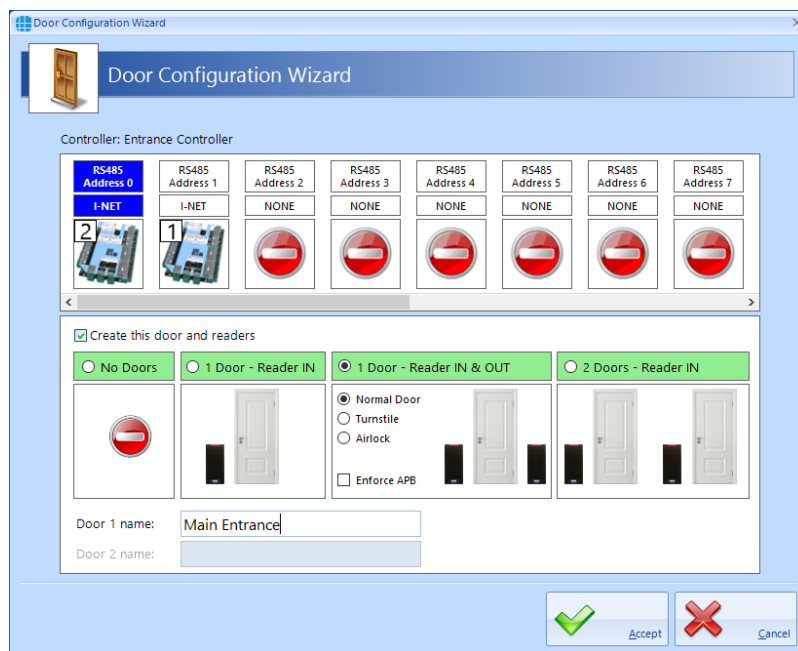 Door Configuration Wizard
Door Configuration Wizard
Controller: Entrance Controller
RS485 Address 0
RS485 Address 1
RS485 Address 2
RS485 Address 3
RS485 Address 4
RS485 Address 5
RS485 Address 6
RS485 Address 7
I-NET
I-NET
NONE
NONE
NONE
NONE
NONE
NONE
2
1
Create this door and readers
No Doors
1 Door - Reader IN
1 Door - Reader IN & OUT
2 Doors - Reader IN
Normal Door
Turnstile
Airlock
Enforce APB
Door 1 name:
Main Entrance
Door 2 name:
Accept
Cancel